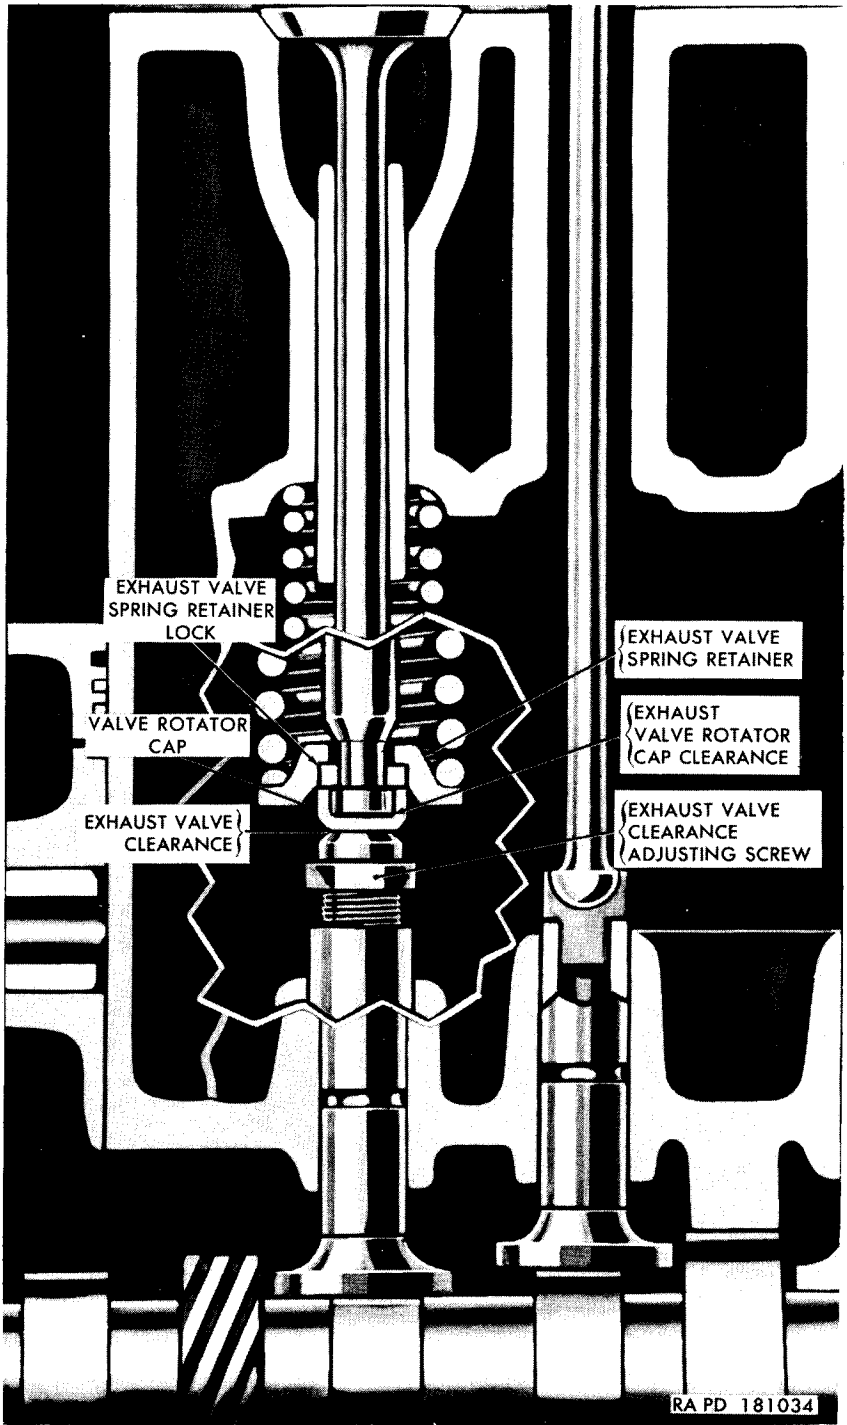 EXHAUST VALVE
SPRING RETAINER
LOCK
EXHAUST VALVE
SPRING RETAINER
VALVE ROTATOR
CAP
EXHAUST
VALVE ROTATOR
CAP CLEARANCE
EXHAUST VALVE
CLEARANCE
EXHAUST VALVE
CLEARANCE
ADJUSTING SCREW
RA PD 181034